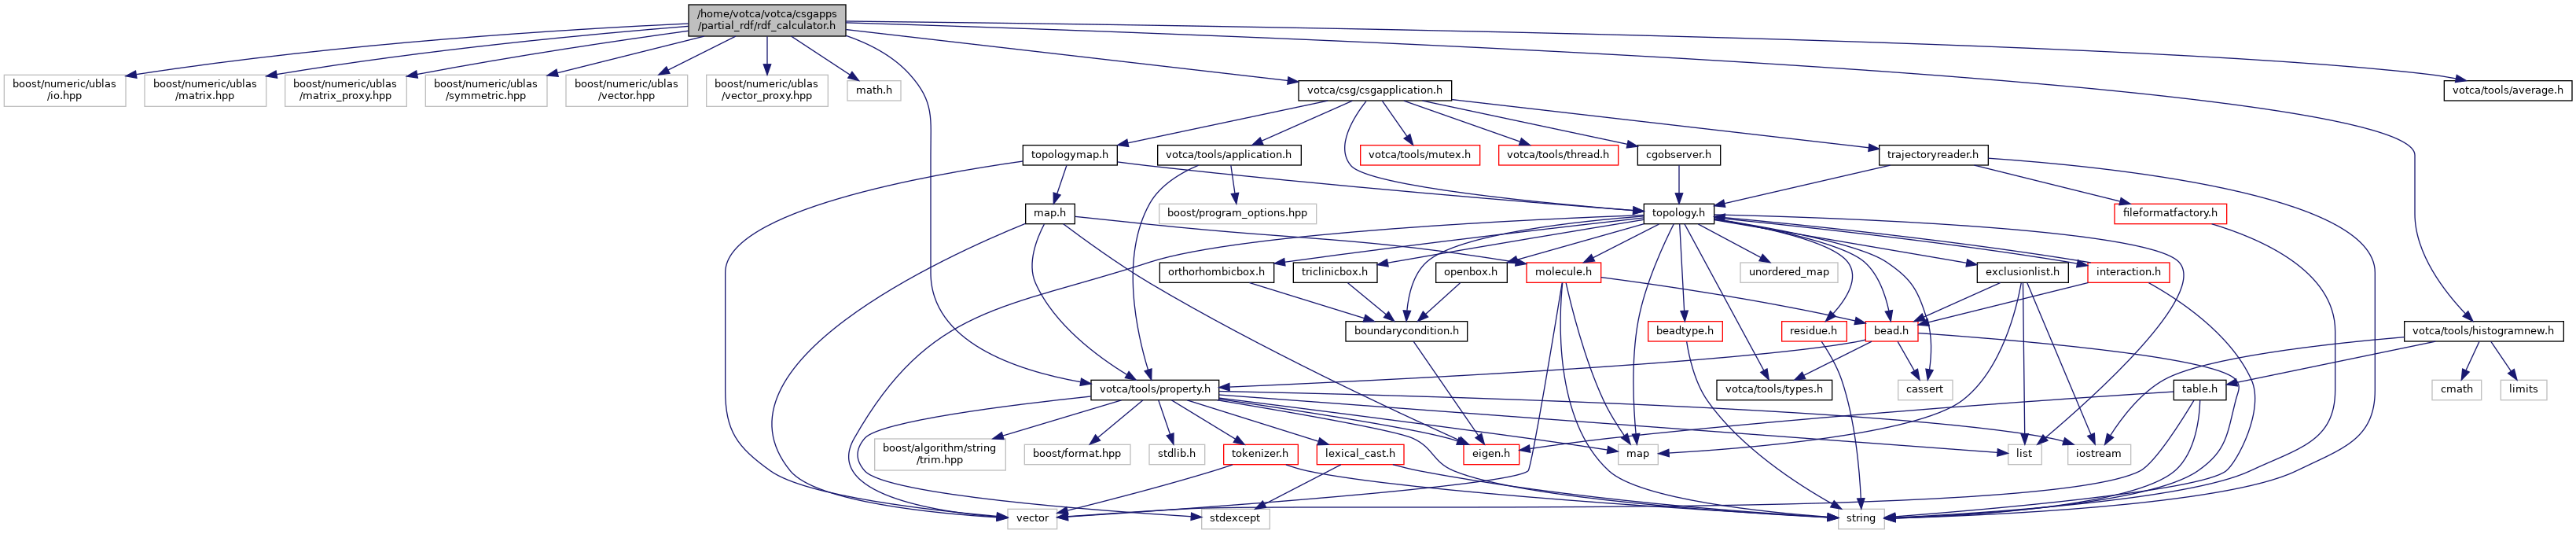 /home/votca/votca/csgapps
/partial_rdf/rdf_calculator.h
boost/numeric/ublas
/io.hpp
boost/numeric/ublas
/matrix.hpp
boost/numeric/ublas
/matrix_proxy.hpp
boost/numeric/ublas
/symmetric.hpp
boost/numeric/ublas
/vector.hpp
boost/numeric/ublas
/vector_proxy.hpp
math.h
votca/csg/csgapplication.h
votca/tools/average.h
topologymap.h
votca/tools/application.h
votca/tools/mutex.h
votca/tools/thread.h
cgobserver.h
trajectoryreader.h
map.h
boost/program_options.hpp
topology.h
fileformatfactory.h
orthorhombicbox.h
triclinicbox.h
openbox.h
molecule.h
unordered_map
exclusionlist.h
interaction.h
boundarycondition.h
beadtype.h
residue.h
bead.h
votca/tools/histogramnew.h
votca/tools/property.h
votca/tools/types.h
cassert
table.h
cmath
limits
boost/algorithm/string
/trim.hpp
boost/format.hpp
stdlib.h
tokenizer.h
lexical_cast.h
eigen.h
map
list
iostream
vector
stdexcept
string